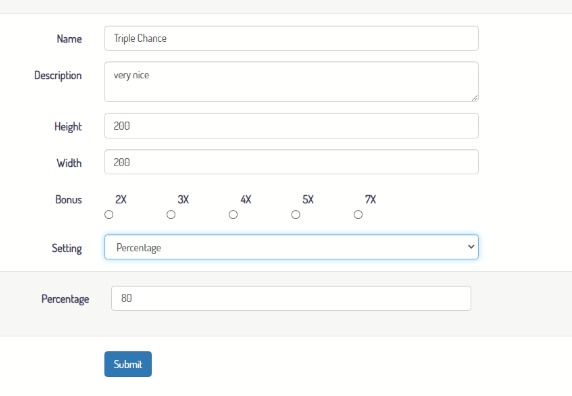 Name Triple Chance
Description very nice
Height 200
Width 200
Bonus 2X 3X 4X 5X 7X
Setting Percentage
Percentage 80
Submit